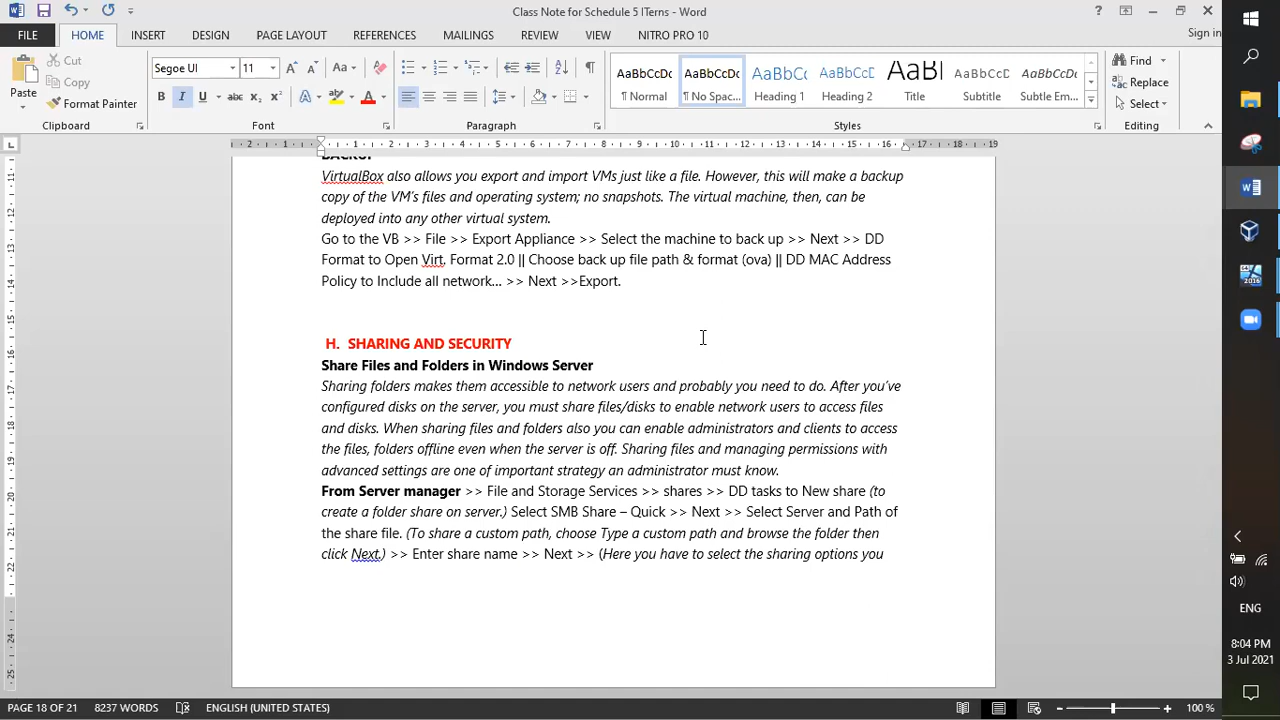 Class Note for Schedule 5 ITerns - Word
Sign in
FILE HOME INSERT DESIGN PAGE LAYOUT REFERENCES MAILINGS REVIEW VIEW NITRO PRO 10
Paste
Cut
Copy
Format Painter
Clipboard
Segoe UI 11
Font
Paragraph
AaBbCcDc AaBbCcDc AaBbCc AaBbCcC AaBl AaBbCcD AaBbCcDc
¶ Normal ¶ No Spac... Heading 1 Heading 2 Title Subtitle Subtle Em...
Styles
Find
Replace
Select
Editing
BACKUP
VirtualBox also allows you export and import VMs just like a file. However, this will make a backup
copy of the VM's files and operating system; no snapshots. The virtual machine, then, can be
deployed into any other virtual system.
Go to the VB >> File >> Export Appliance >> Select the machine to back up >> Next >> DD
Format to Open Virt. Format 2.0 || Choose back up file path & format (ova) || DD MAC Address
Policy to Include all network... >> Next >>Export.
H. SHARING AND SECURITY
Share Files and Folders in Windows Server
Sharing folders makes them accessible to network users and probably you need to do. After you've
configured disks on the server, you must share files/disks to enable network users to access files
and disks. When sharing files and folders also you can enable administrators and clients to access
the files, folders offline even when the server is off. Sharing files and managing permissions with
advanced settings are one of important strategy an administrator must know.
From Server manager >> File and Storage Services >> shares >> DD tasks to New share (to
create a folder share on server.) Select SMB Share – Quick >> Next >> Select Server and Path of
the share file. (To share a custom path, choose Type a custom path and browse the folder then
click Next.) >> Enter share name >> Next >> (Here you have to select the sharing options you
PAGE 18 OF 21 8237 WORDS ENGLISH (UNITED STATES) 100 %
ENG
8:04 PM
3 Jul 2021